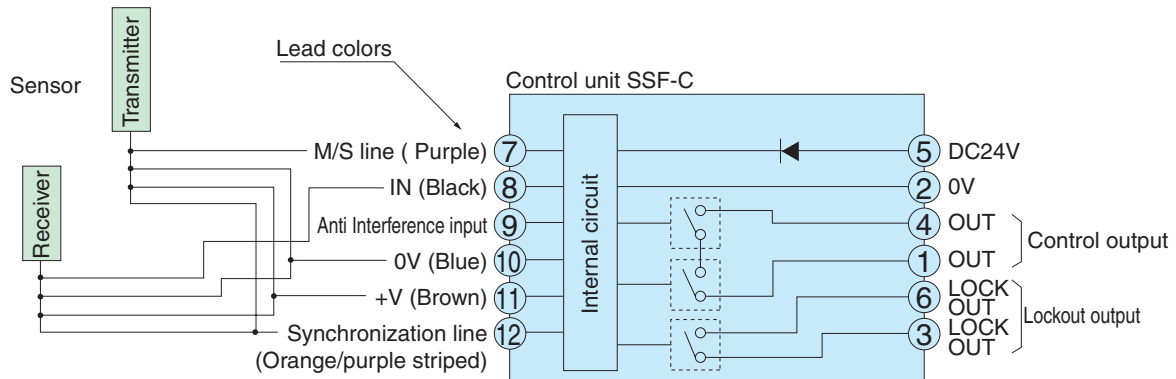 Lead colors
Sensor
Transmitter
Receiver
Control unit SSF-C
M/S line ( Purple) 7
IN (Black) 8
Anti Interference input 9
0V (Blue) 10
+V (Brown) 11
Synchronization line 12
(Orange/purple striped)
Internal circuit
5 DC24V
2 0V
4 OUT
1 OUT
Control output
6 LOCK
OUT
3 LOCK
OUT
Lockout output